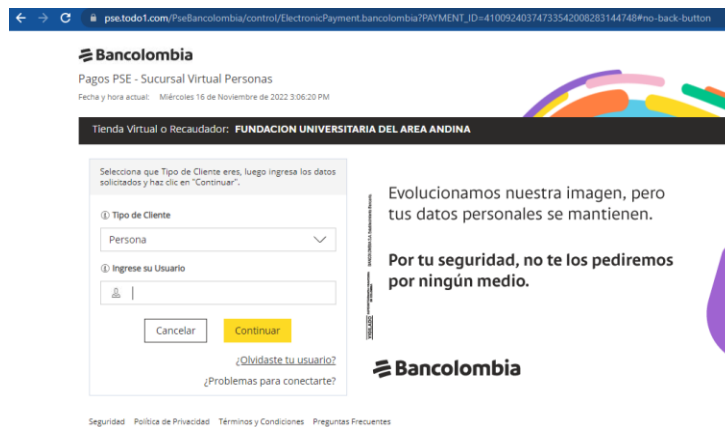 pse.todo1.com/PseBancolombia/control/ElectronicPayment.bancolombia?PAYMENT_ID=41009240374733542008283144748#no-back-button
Bancolombia
Pagos PSE - Sucursal Virtual Personas
Fecha y hora actual: Miércoles 16 de Noviembre de 2022 3:06:20 PM
Tienda Virtual o Recaudador: FUNDACION UNIVERSITARIA DEL AREA ANDINA
Selecciona que Tipo de Cliente eres, luego ingresa los datos
solicitados y haz clic en "Continuar".
Tipo de Cliente
Persona
Ingrese su Usuario
Cancelar
Continuar
¿Olvidaste tu usuario?
¿Problemas para conectarte?
Evolucionamos nuestra imagen, pero
tus datos personales se mantienen.
Por tu seguridad, no te los pediremos
por ningún medio.
VIGILADO
Bancolombia
Seguridad Política de Privacidad Términos y Condiciones Preguntas Frecuentes